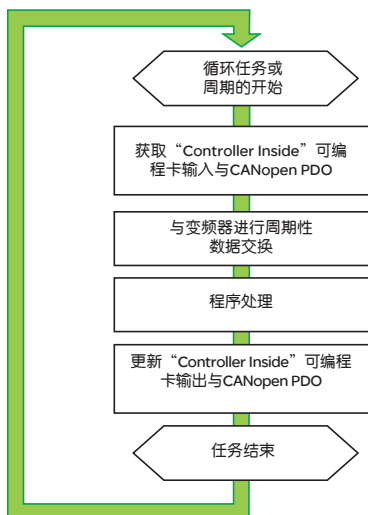 循环任务或
周期的开始
获取“Controller Inside”可编
程卡输入与CANopen PDO
与变频器进行周期性
数据交换
程序处理
更新“Controller Inside”可编程
卡输出与CANopen PDO
任务结束